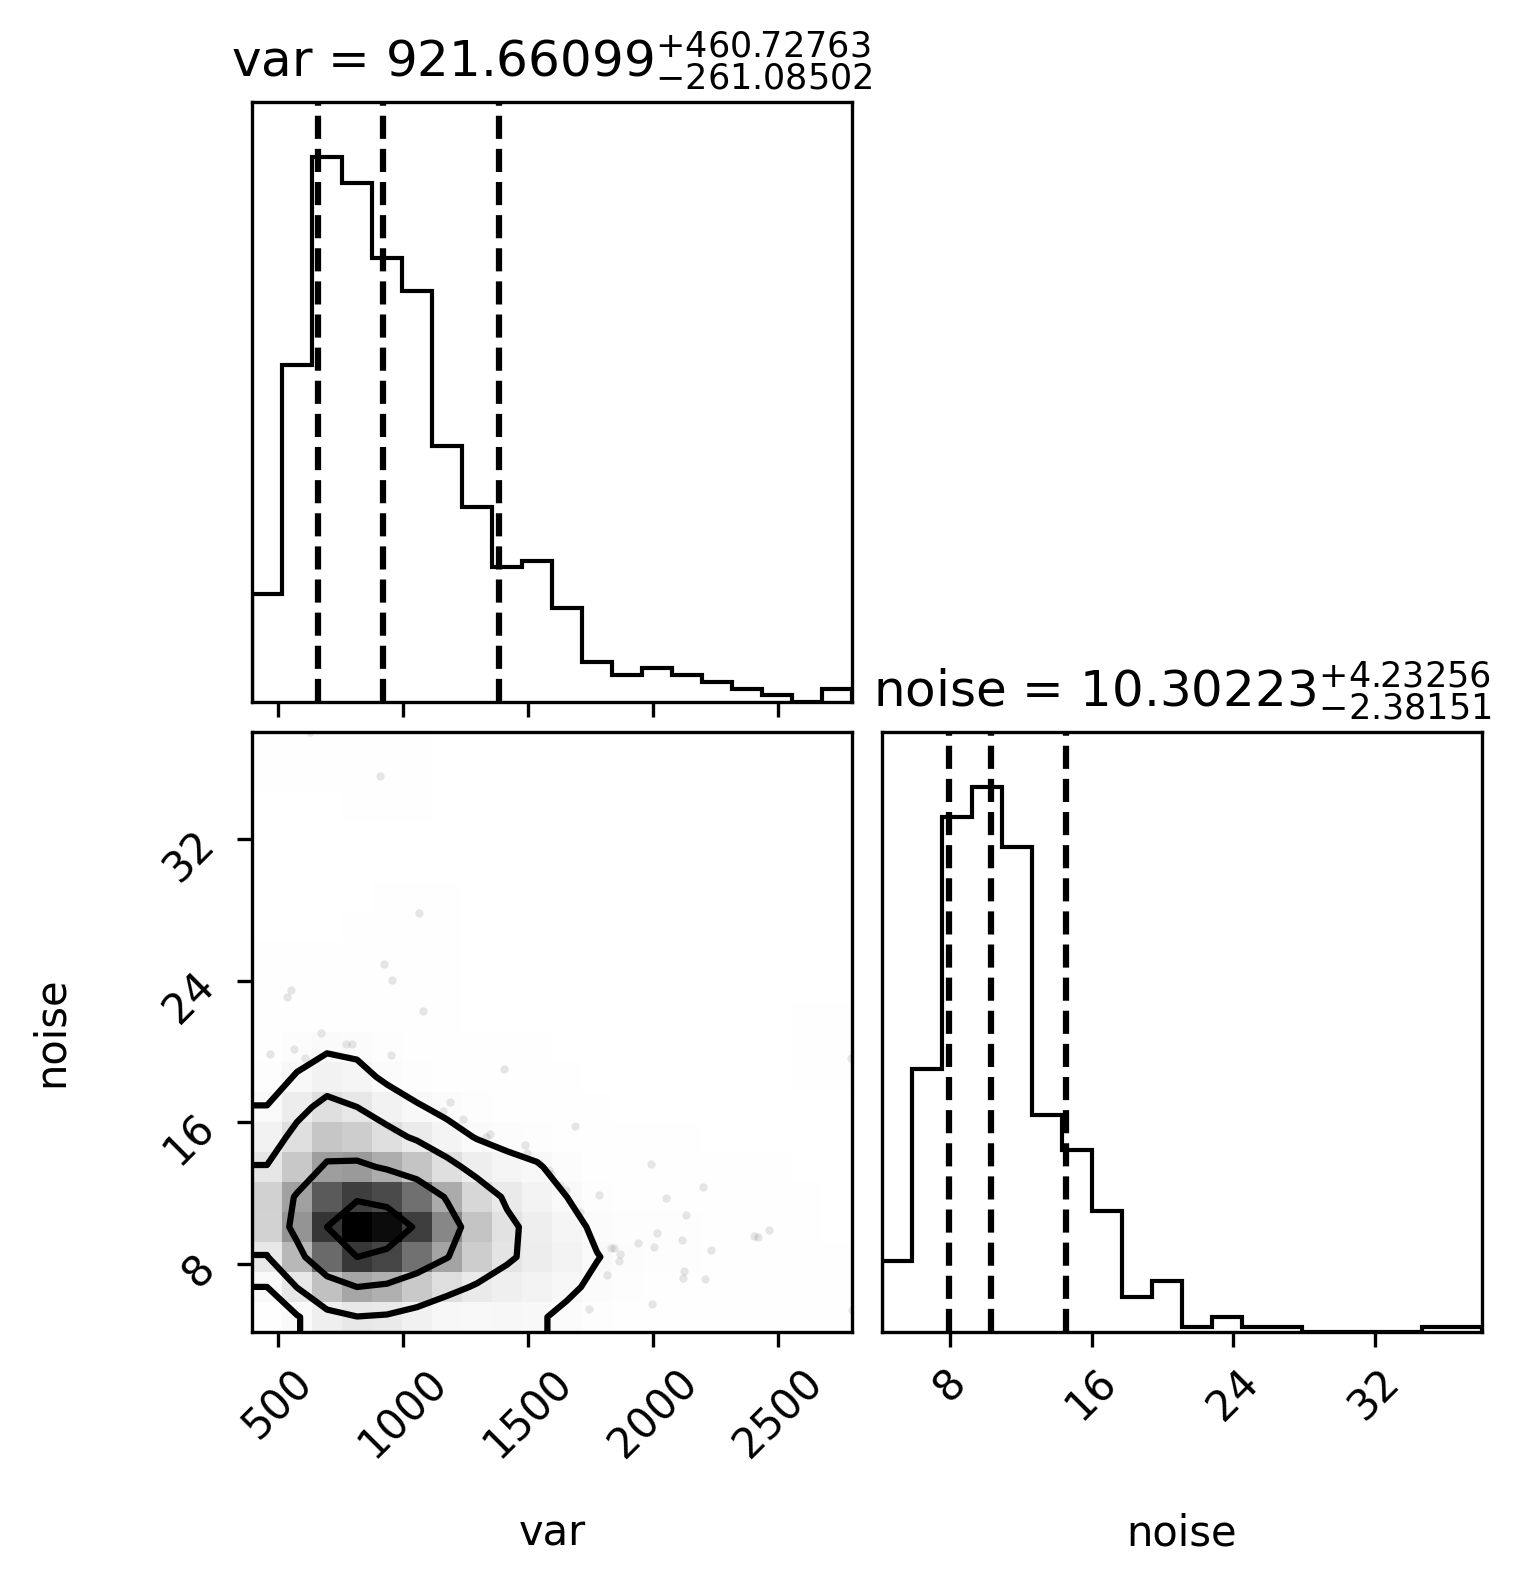 var = 921.66099 +460.72763 −261.08502
noise = 10.30223 +4.23256 −2.38151
32
24
16
8
noise
500 1000 1500 2000 2500
8 16 24 32
var
noise